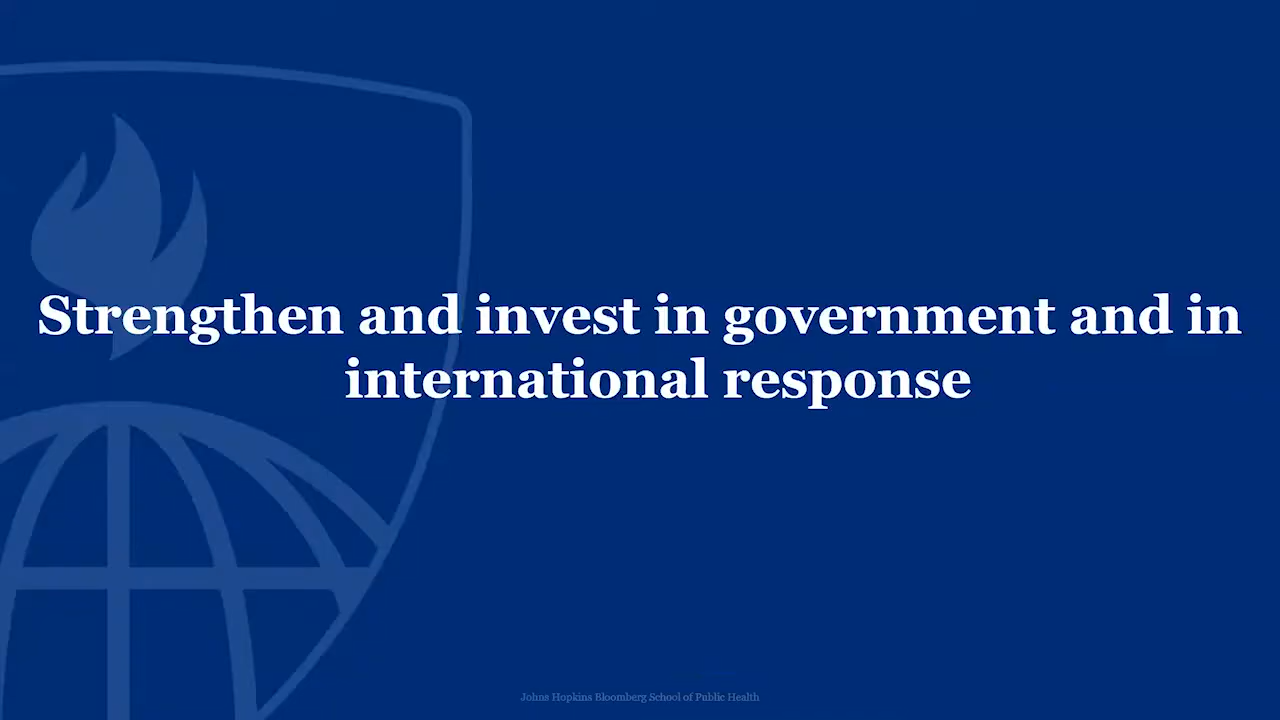 Strengthen and invest in government and in
international response
Johns Hopkins Bloomberg School of Public Health